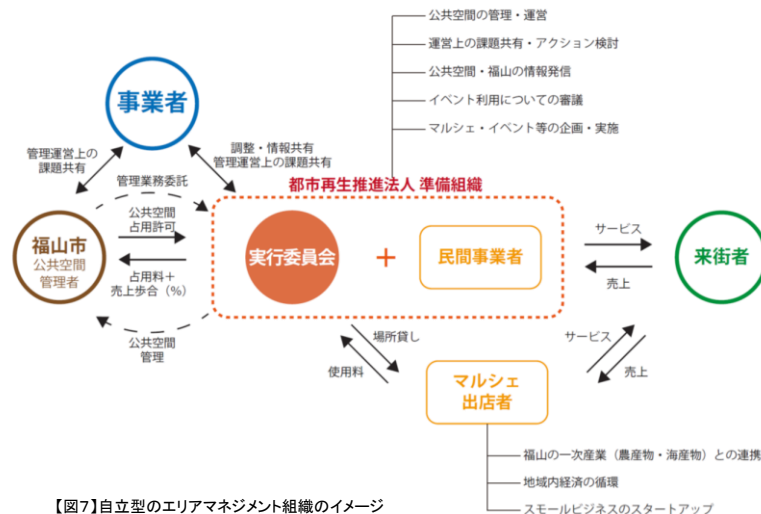 公共空間の管理・運営
運営上の課題共有・アクション検討
公共空間・福山の情報発信
イベント利用についての審議
マルシェ・イベント等の企画・実施
事業者
管理運営上の
課題共有
調整・情報共有
管理運営上の課題共有
管理業務委託
都市再生推進法人 準備組織
公共空間
占用許可
福山市
公共空間
管理者
占用料＋
売上歩合（%）
公共空間
管理
実行委員会
+
民間事業者
サービス
売上
来街者
場所貸し
使用料
サービス
売上
マルシェ
出店者
福山の一次産業（農産物・海産物）との連携
地域内経済の循環
スモールビジネスのスタートアップ
【図7】自立型のエリアマネジメント組織のイメージ